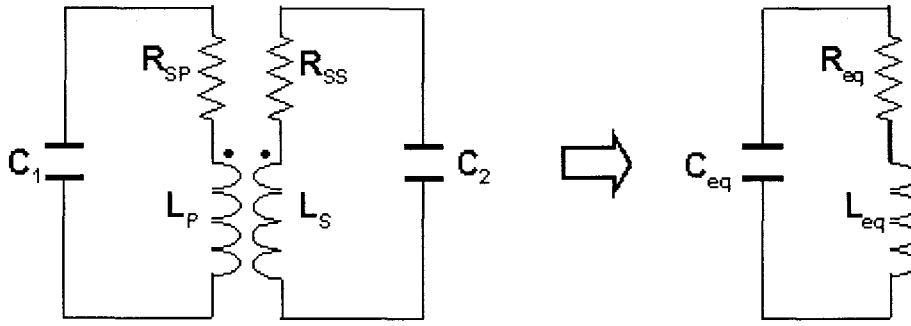 R_SP
R_SS
C_1
L_P
L_S
C_2
R_eq
C_eq
L_eq